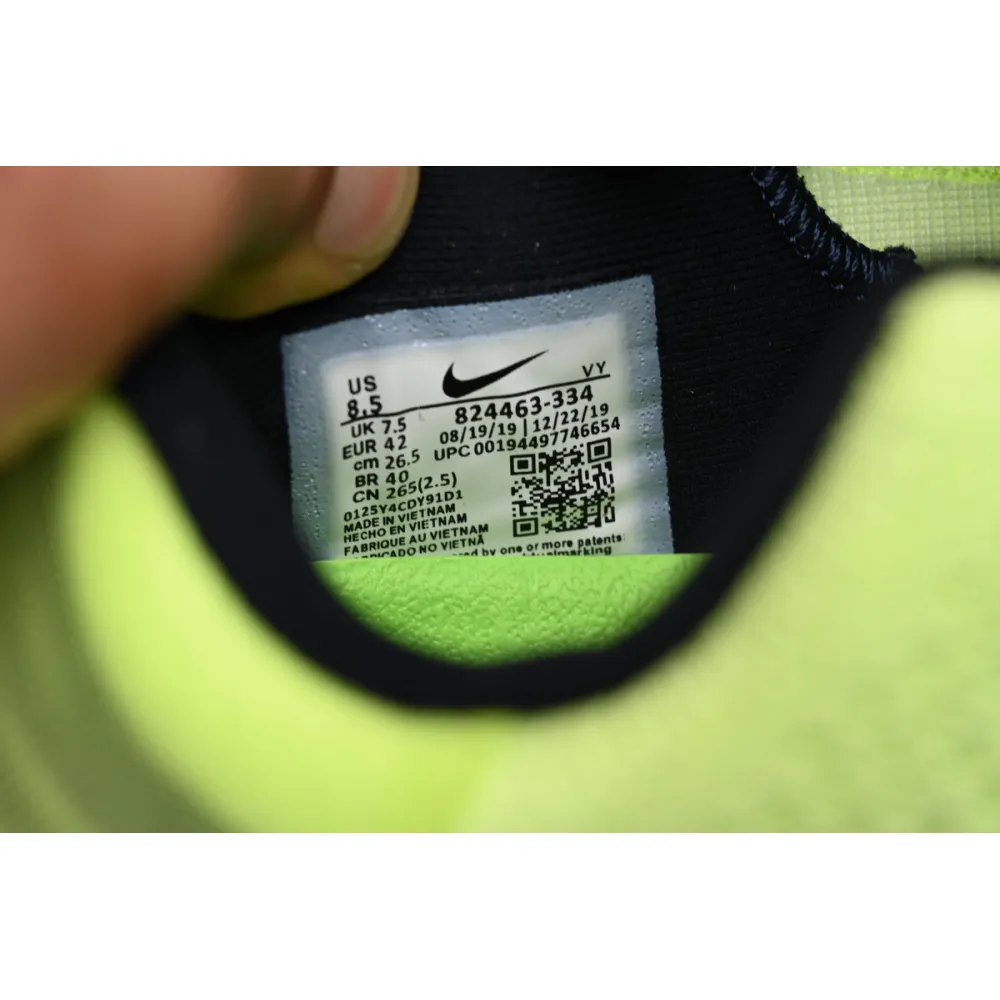 US
8.5
VY
824463-334
UK 7.5
08/19/19 | 12/22/19
EUR 42
UPC 00194497746654
cm 26.5
BR 40
CN 265(2.5)
0125Y4CDY91D1
MADE IN VIETNAM
HECHO EN VIETNAM
FABRIQUE AU VIETNAM
NO VIETNÃ
by one or more patents: